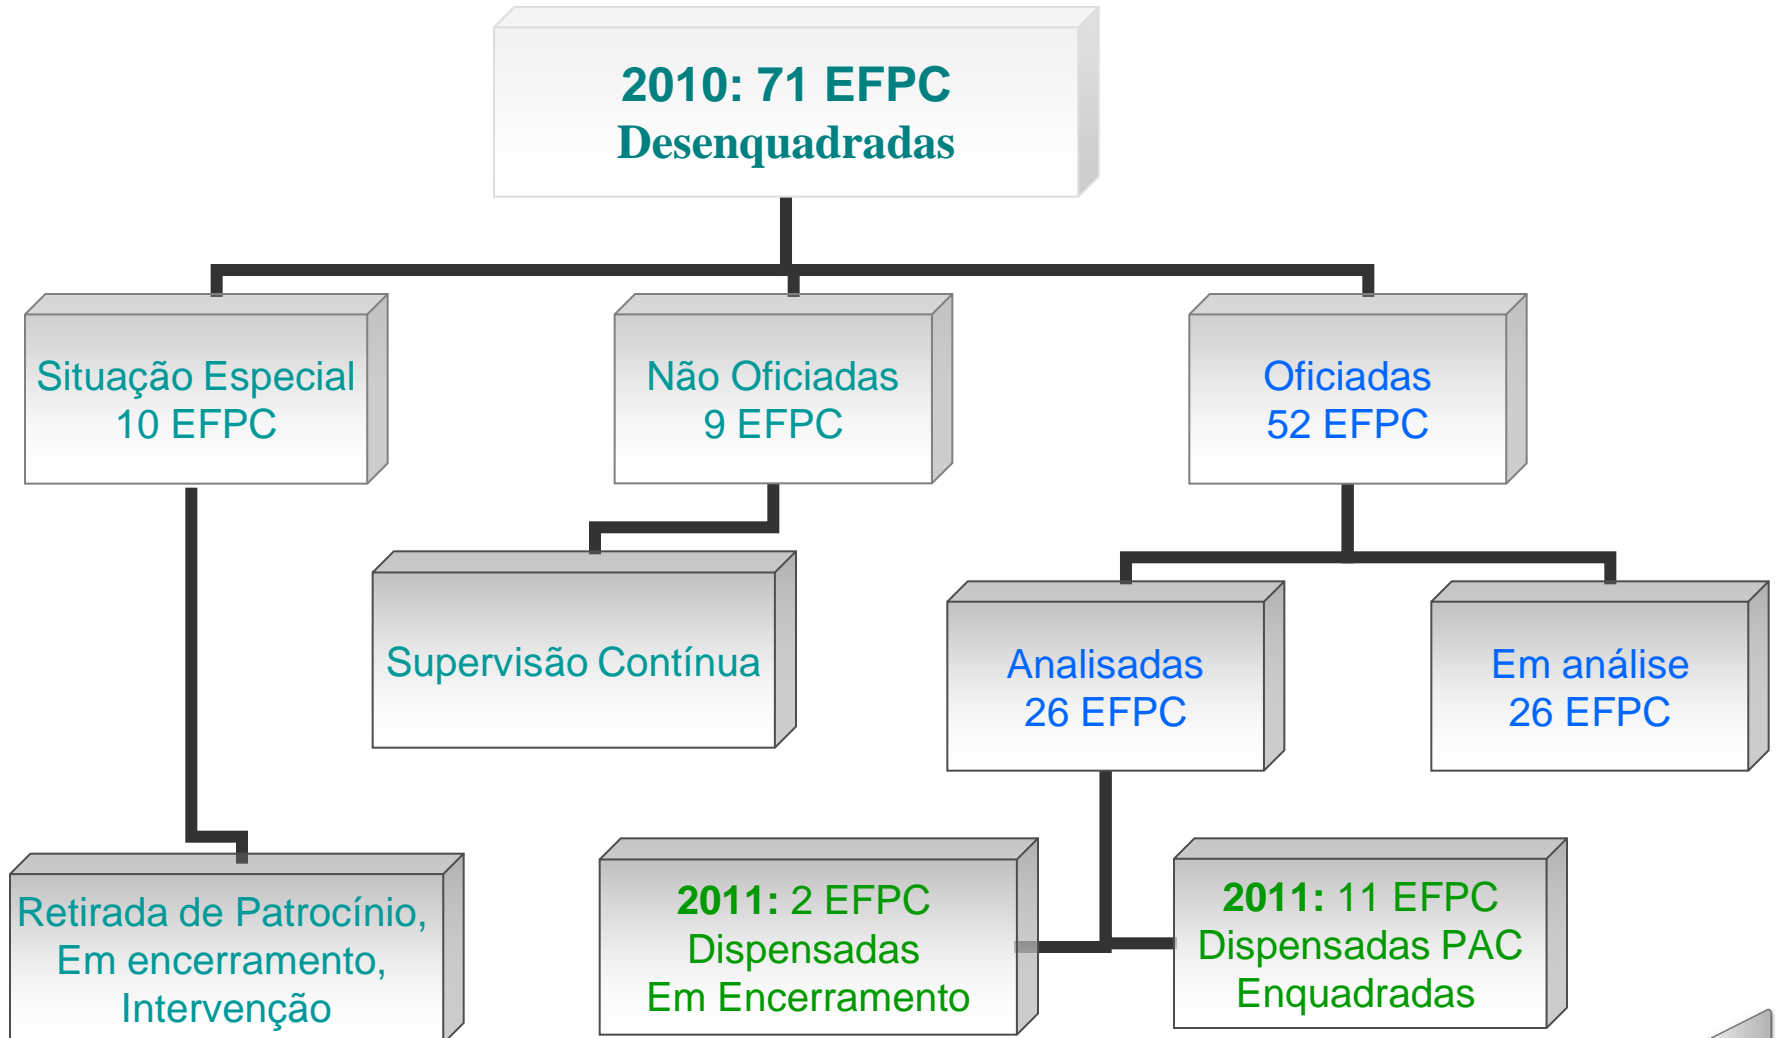 2010: 71 EFPC
Desenquadradas
Situação Especial
10 EFPC
Não Oficiadas
9 EFPC
Oficiadas
52 EFPC
Supervisão Contínua
Analisadas
26 EFPC
Em análise
26 EFPC
Retirada de Patrocínio,
Em encerramento,
Intervenção
2011: 2 EFPC
Dispensadas
Em Encerramento
2011: 11 EFPC
Dispensadas PAC
Enquadradas